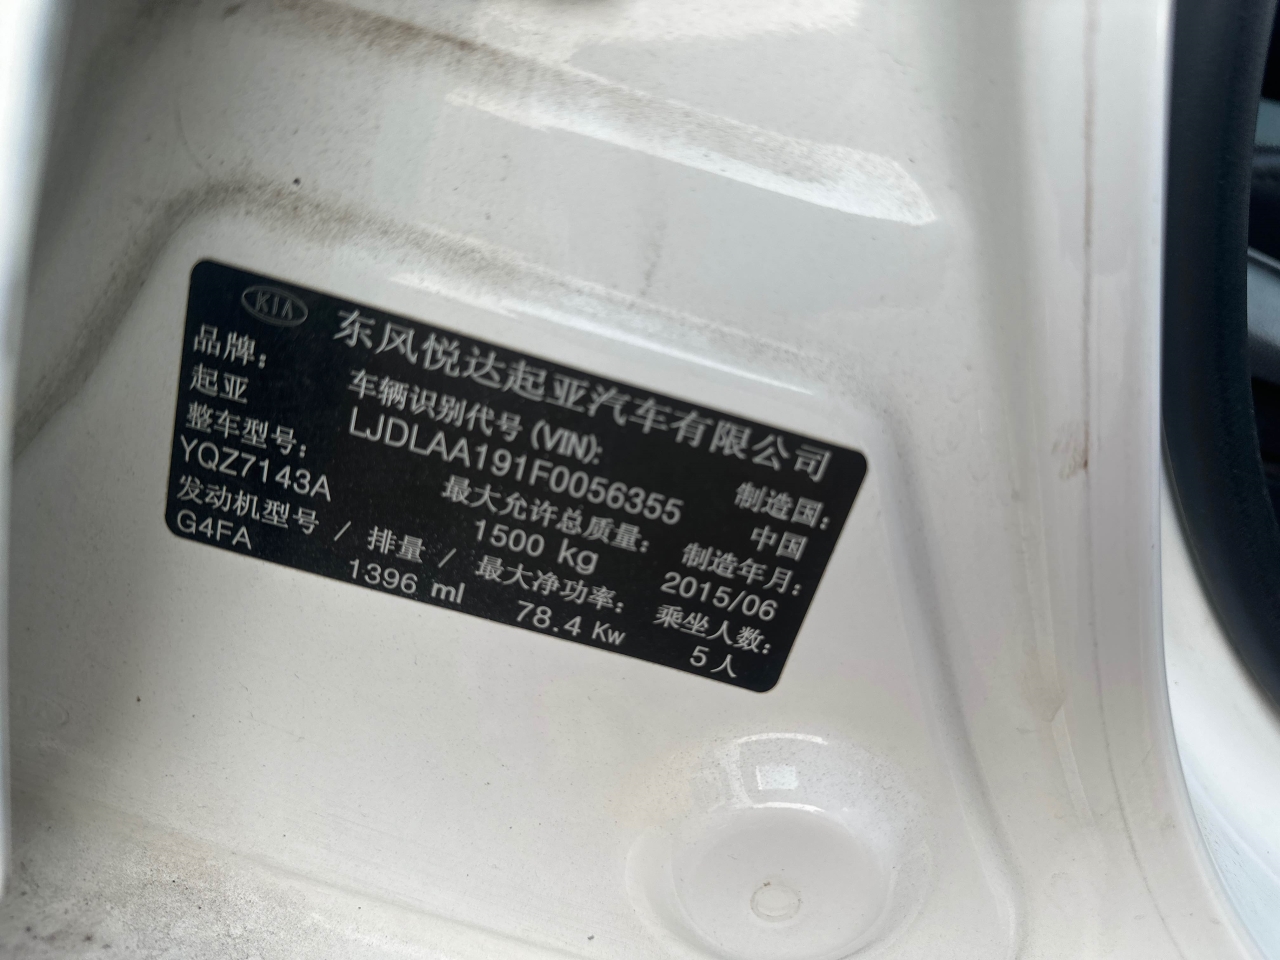 KIA 东风悦达起亚汽车有限公司
品牌： 车辆识别代号(VIN): 制造国：
起亚 LJDLAA191F0056355 中国
整车型号： 最大允许总质量： 制造年月：
YQZ7143A 1500 kg 2015/06
发动机型号 / 排量 / 最大净功率： 乘坐人数：
G4FA 1396 ml 78.4 Kw 5人